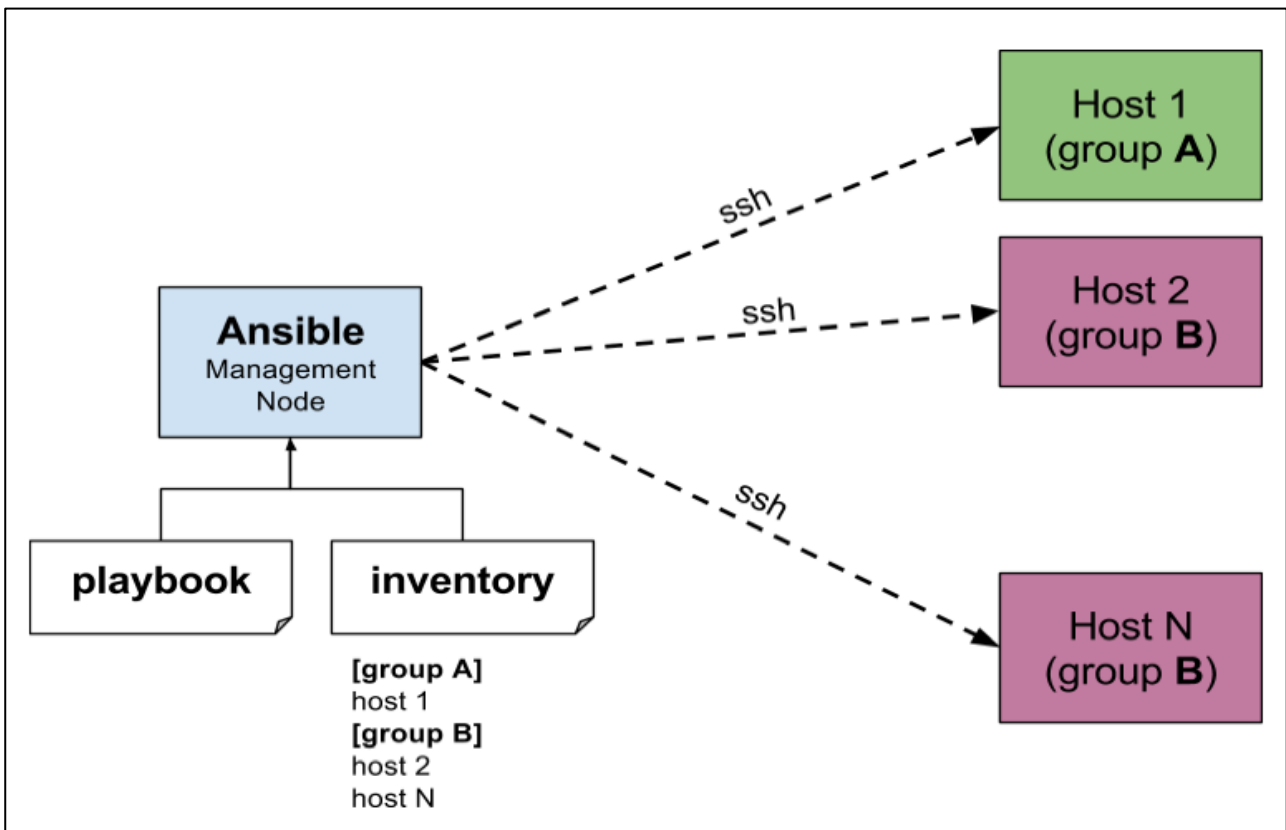 Host 1
(group A)
ssh
Host 2
(group B)
ssh
Ansible
Management
Node
ssh
playbook
inventory
Host N
(group B)
[group A]
host 1
[group B]
host 2
host N